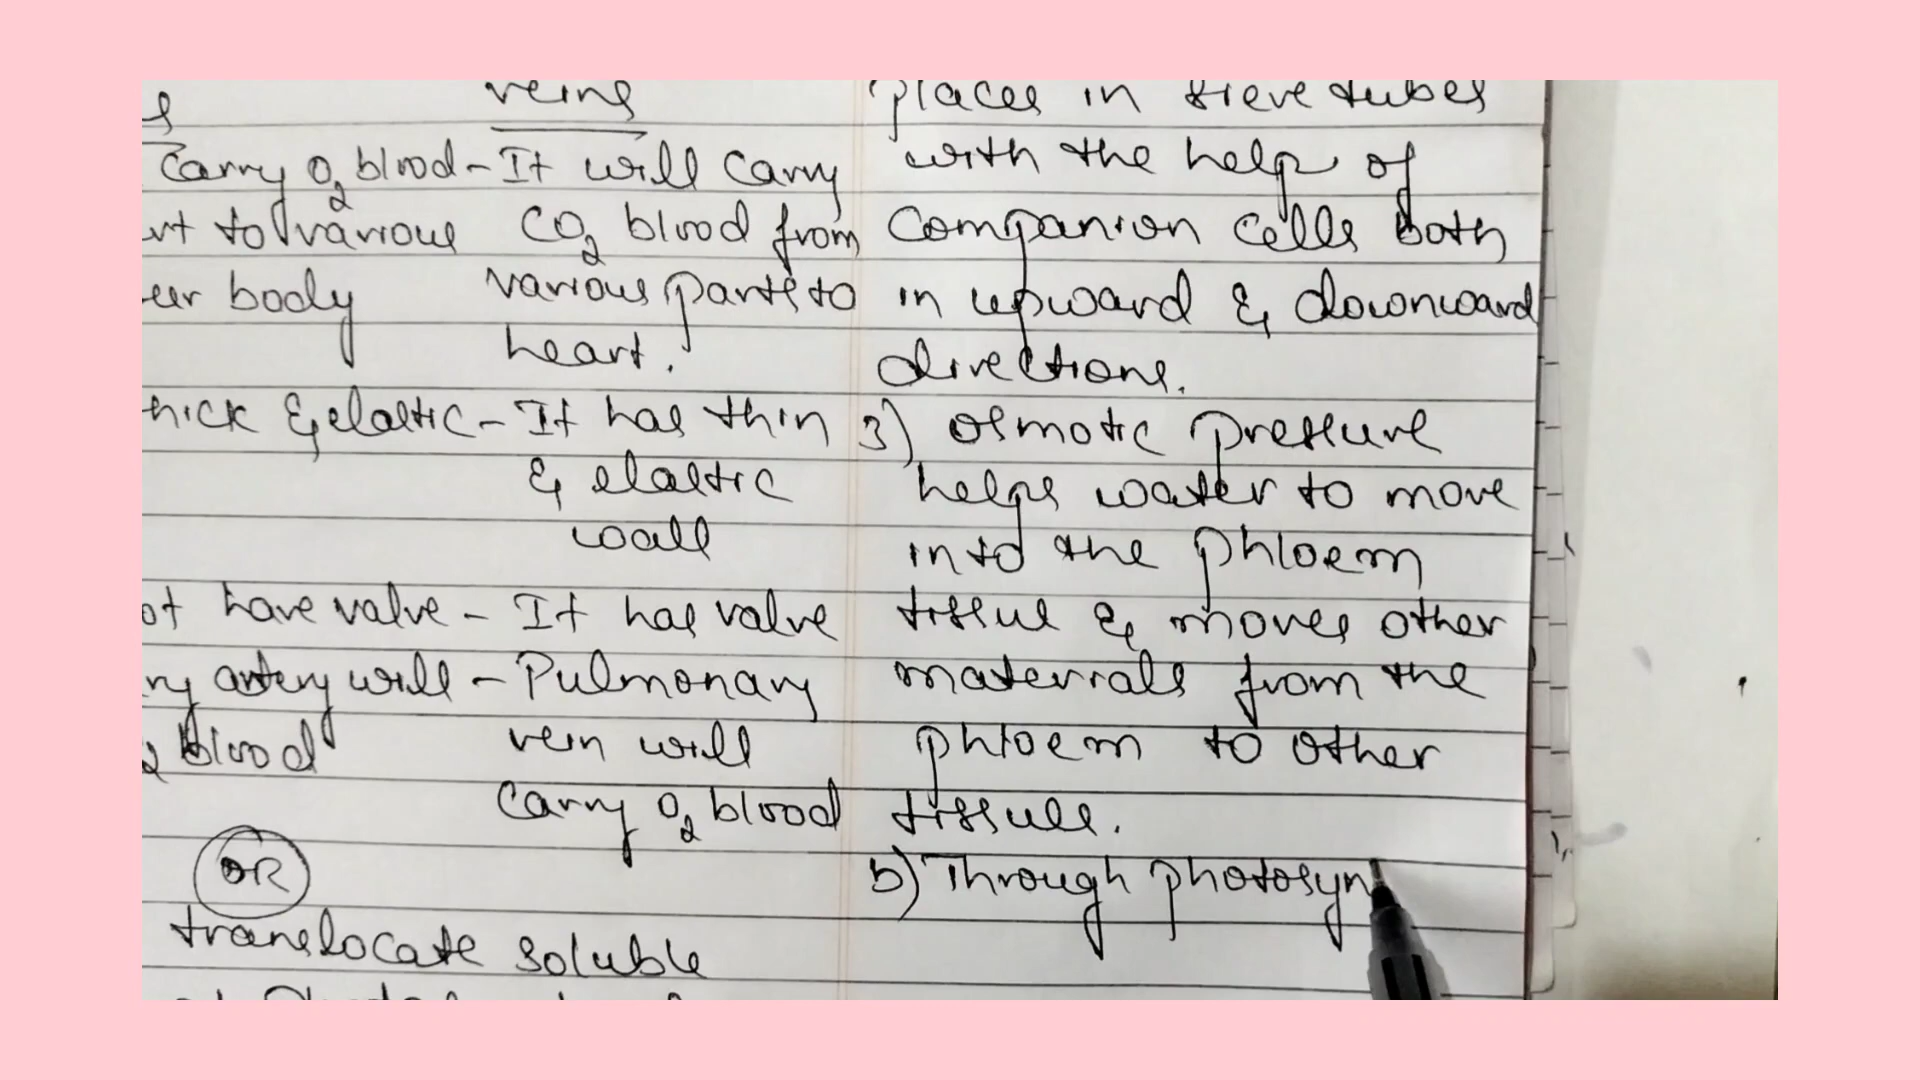 veins
carry O2 blood - It will carry
to various CO2 blood from
body various parts to
heart.
thick & elastic - It has thin
& elastic
wall
have valve - It has valve
artery will - Pulmonary
blood vein will
carry O2 blood
OR
translocate soluble
places in sieve tubes
with the help of
companion cells both
in upward & downward
directions.
3) Osmotic pressure
helps water to move
into the phloem
tissue & moves other
materials from the
phloem to other
tissues.
b) Through photosyn